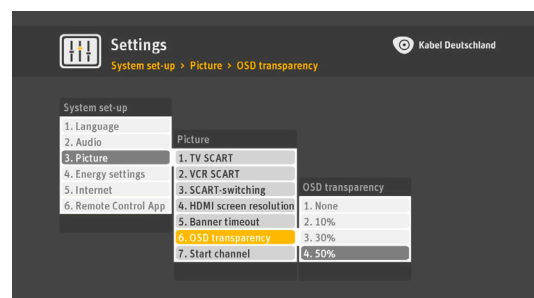 Settings
Kabel Deutschland
System set-up > Picture > OSD transparency
System set-up
1. Language
2. Audio
3. Picture
4. Energy settings
5. Internet
6. Remote Control App
Picture
1. TV SCART
2. VCR SCART
3. SCART-switching
4. HDMI screen resolution
5. Banner timeout
6. OSD transparency
7. Start channel
OSD transparency
1. None
2. 10%
3. 30%
4. 50%